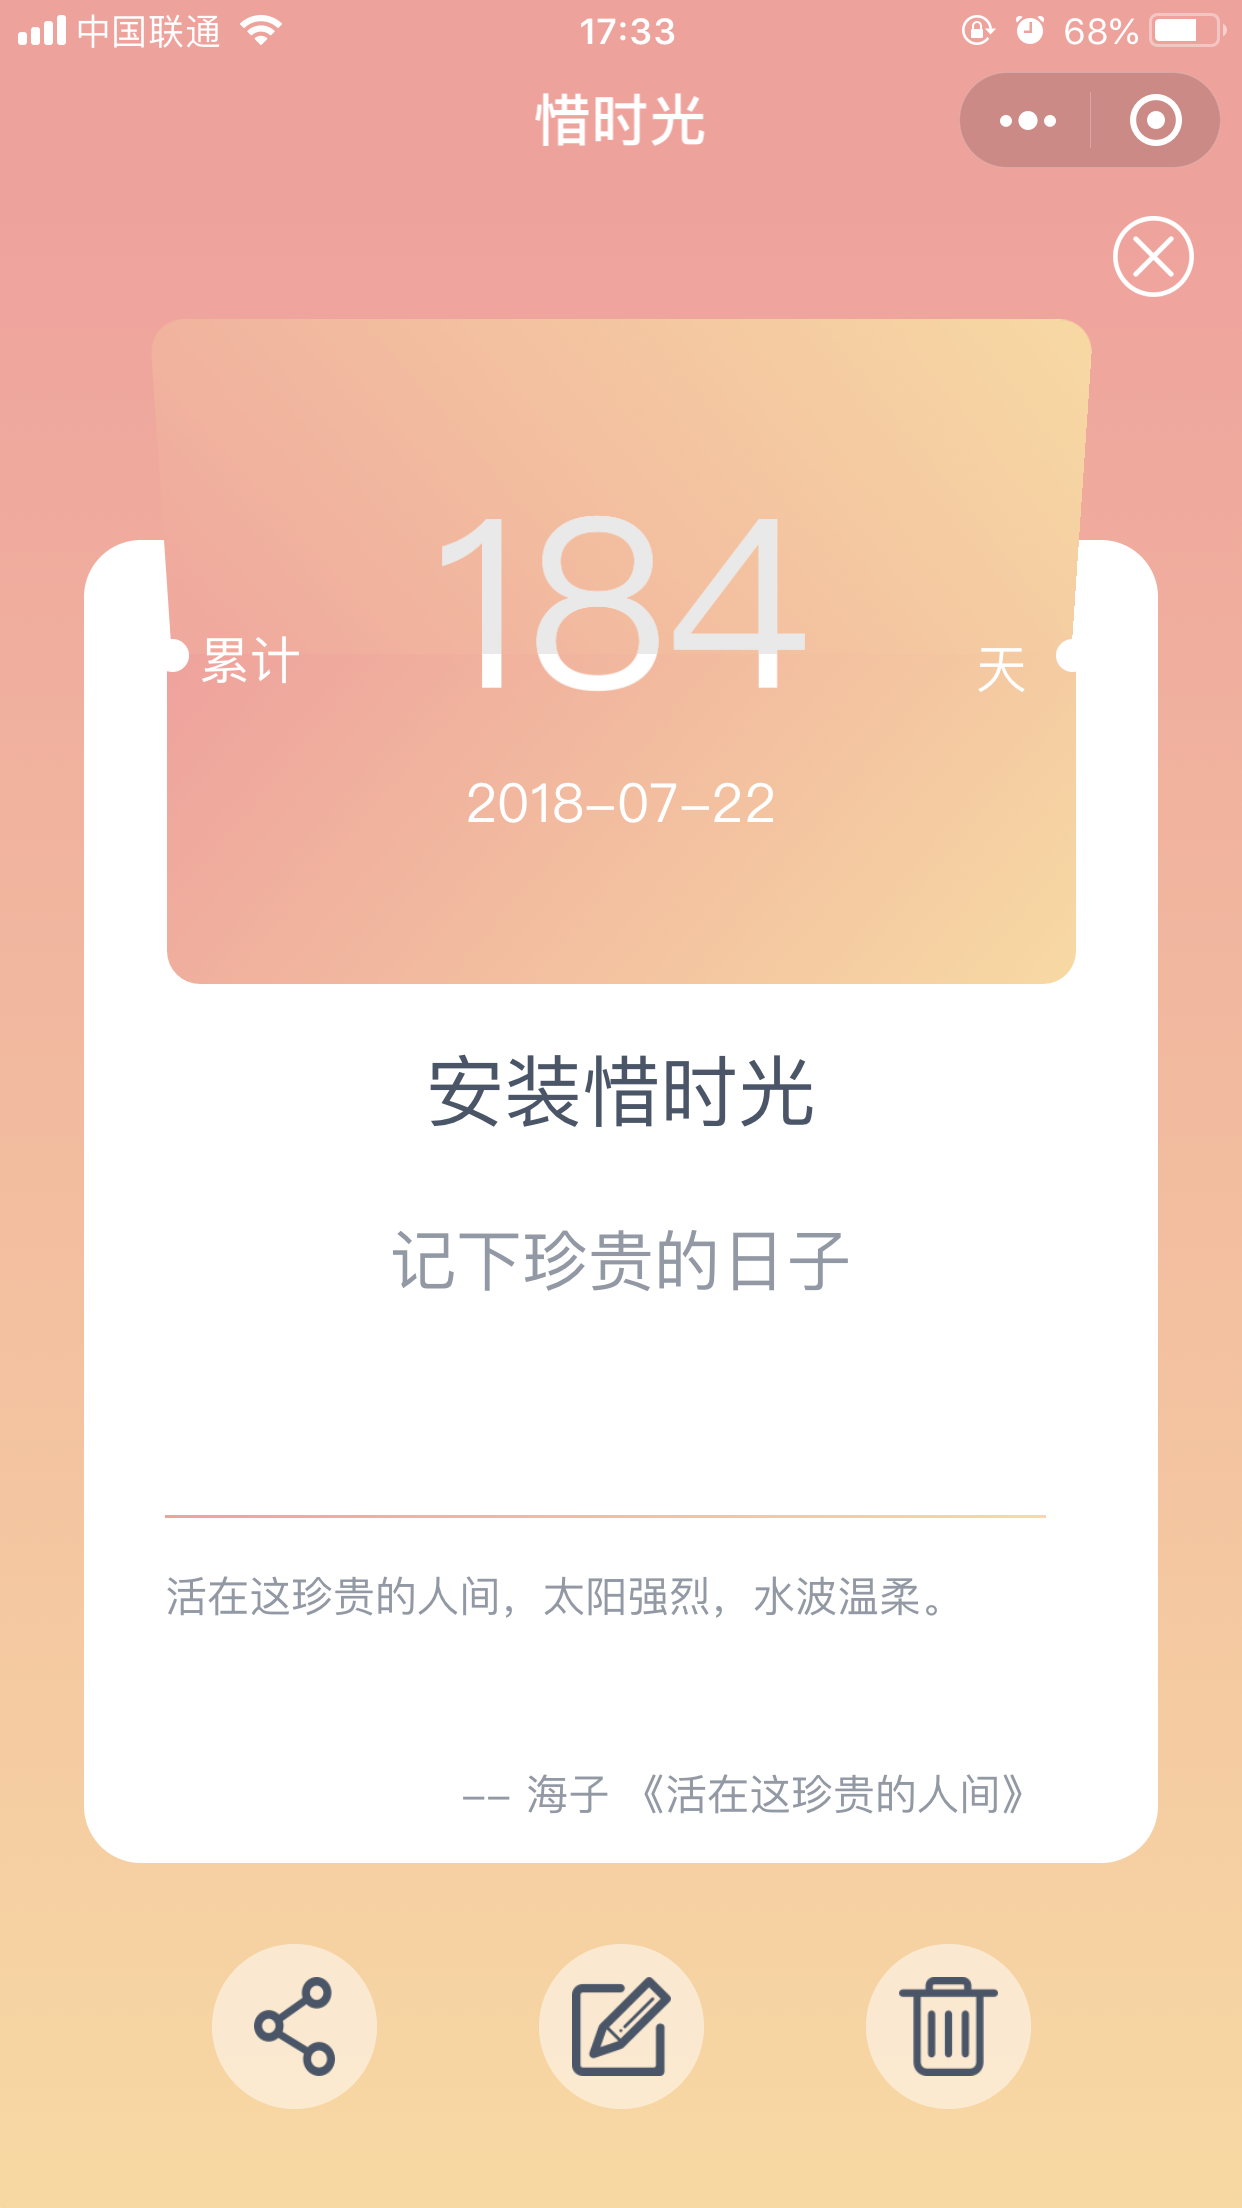 中国联通 17:33 68%
惜时光
累计 184 天
2018-07-22
安装惜时光
记下珍贵的日子
活在这珍贵的人间，太阳强烈，水波温柔。
-- 海子 《活在这珍贵的人间》